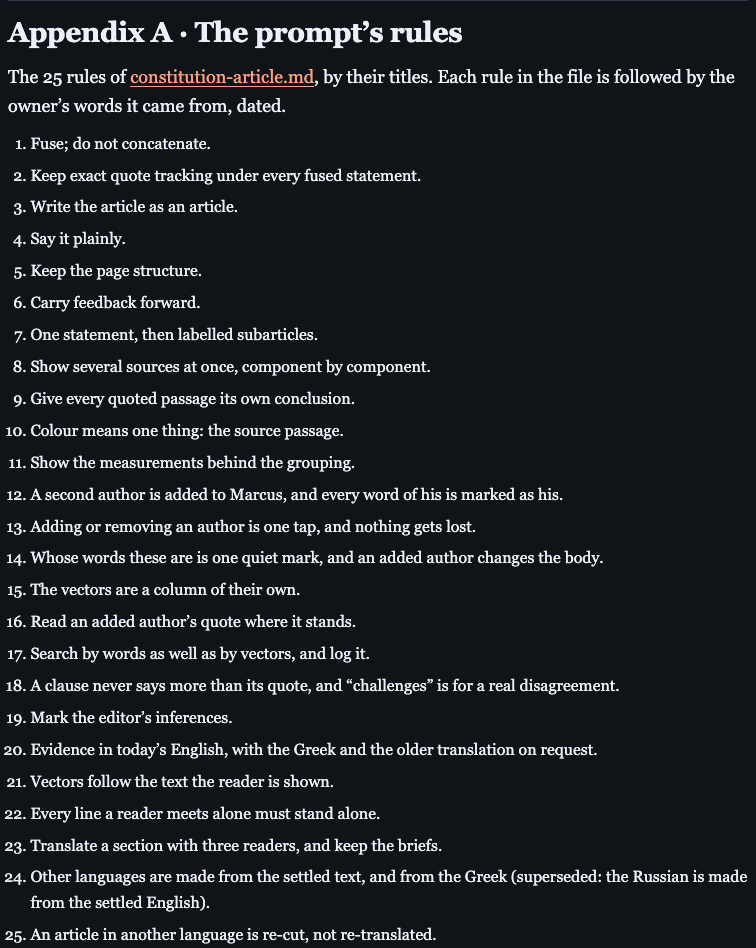 Appendix A · The prompt’s rules
The 25 rules of constitution-article.md, by their titles. Each rule in the file is followed by the
owner’s words it came from, dated.
1. Fuse; do not concatenate.
2. Keep exact quote tracking under every fused statement.
3. Write the article as an article.
4. Say it plainly.
5. Keep the page structure.
6. Carry feedback forward.
7. One statement, then labelled subarticles.
8. Show several sources at once, component by component.
9. Give every quoted passage its own conclusion.
10. Colour means one thing: the source passage.
11. Show the measurements behind the grouping.
12. A second author is added to Marcus, and every word of his is marked as his.
13. Adding or removing an author is one tap, and nothing gets lost.
14. Whose words these are is one quiet mark, and an added author changes the body.
15. The vectors are a column of their own.
16. Read an added author’s quote where it stands.
17. Search by words as well as by vectors, and log it.
18. A clause never says more than its quote, and “challenges” is for a real disagreement.
19. Mark the editor’s inferences.
20. Evidence in today’s English, with the Greek and the older translation on request.
21. Vectors follow the text the reader is shown.
22. Every line a reader meets alone must stand alone.
23. Translate a section with three readers, and keep the briefs.
24. Other languages are made from the settled text, and from the Greek (superseded: the Russian is made
from the settled English).
25. An article in another language is re-cut, not re-translated.